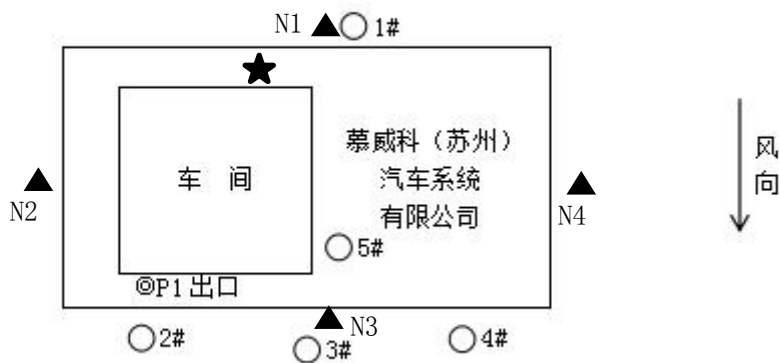 N1
1#
慕威科（苏州）
汽车系统
有限公司
车 间
风
向
N2
N4
5#
◎P1出口
N3
2#
3#
4#